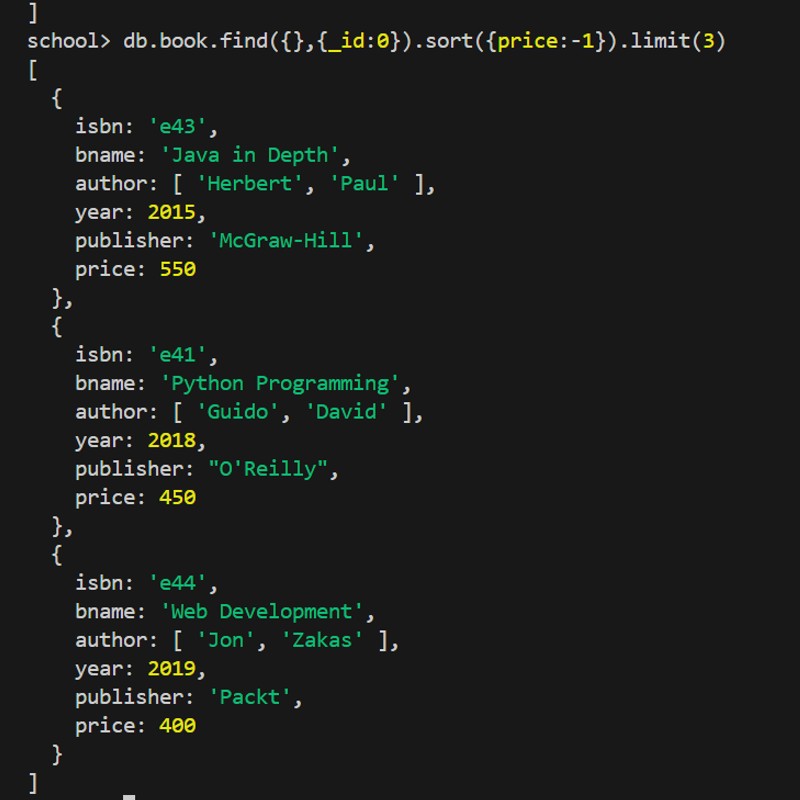 ]
school> db.book.find({},{_id:0}).sort({price:-1}).limit(3)
[
  {
    isbn: 'e43',
    bname: 'Java in Depth',
    author: [ 'Herbert', 'Paul' ],
    year: 2015,
    publisher: 'McGraw-Hill',
    price: 550
  },
  {
    isbn: 'e41',
    bname: 'Python Programming',
    author: [ 'Guido', 'David' ],
    year: 2018,
    publisher: "O'Reilly",
    price: 450
  },
  {
    isbn: 'e44',
    bname: 'Web Development',
    author: [ 'Jon', 'Zakas' ],
    year: 2019,
    publisher: 'Packt',
    price: 400
  }
]